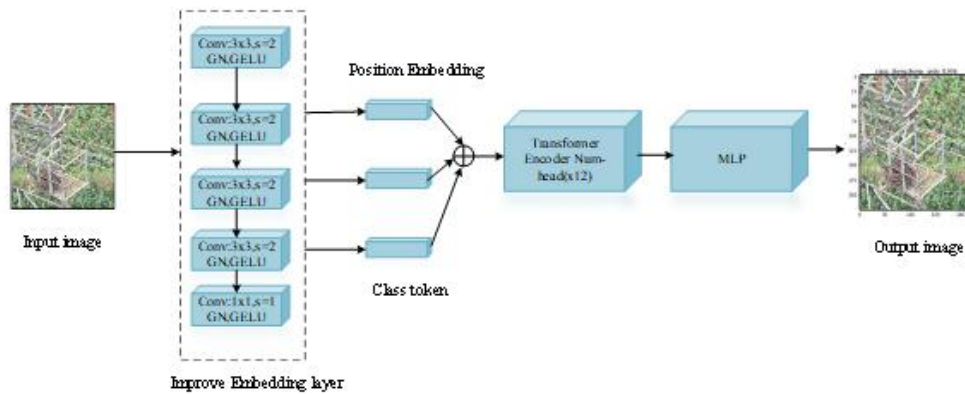 Conv:3x3,s=2
GN,GELU
Conv:3x3,s=2
GN,GELU
Conv:3x3,s=2
GN,GELU
Conv:3x3,s=2
GN,GELU
Conv:1x1,s=1
GN,GELU
Improve Embedding layer
Input image
Position Embedding
Class token
Transformer
Encoder Num-
head(x12)
MLP
Output image